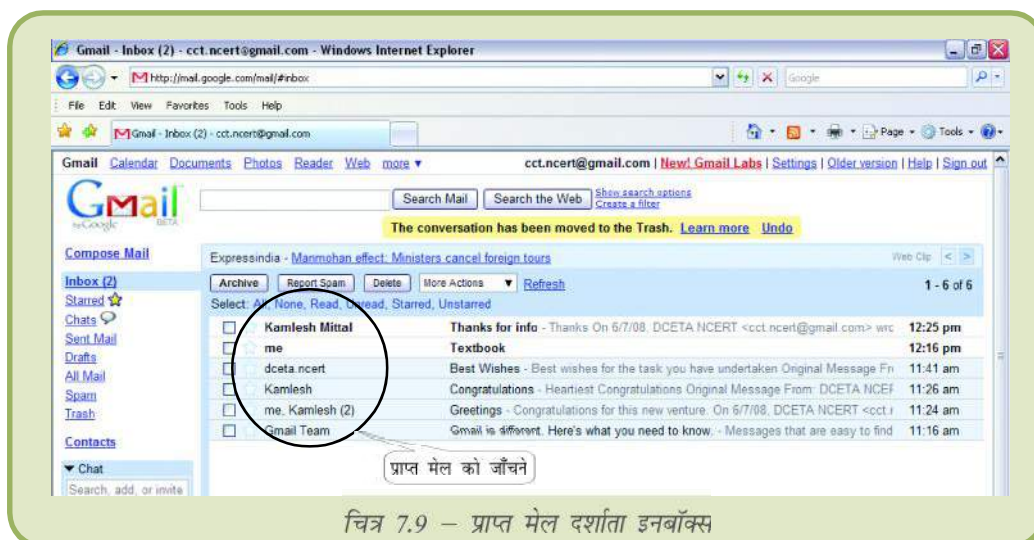 Gmail - Inbox (2) - cct.ncert@gmail.com - Windows Internet Explorer
http://mail.google.com/mail/#inbox Google
File Edit View Favorites Tools Help
Gmail - Inbox (2) - cct.ncert@gmail.com Page Tools
Gmail Calendar Documents Photos Reader Web more ▼ cct.ncert@gmail.com | New! Gmail Labs | Settings | Older version | Help | Sign out
Gmail by Google BETA Search Mail Search the Web Show search options
Create a filter
The conversation has been moved to the Trash. Learn more Undo
Compose Mail
Inbox (2)
Starred
Chats
Sent Mail
Drafts
All Mail
Spam
Trash
Contacts
▼ Chat
Search, add, or invite
Expressindia - Manmohan effect: Ministers cancel foreign tours Web Clip < >
Archive Report Spam Delete More Actions ▼ Refresh 1 - 6 of 6
Select: All, None, Read, Unread, Starred, Unstarred
Kamlesh Mittal Thanks for info - Thanks On 6/7/08, DCETA NCERT <cct.ncert@gmail.com> wrc 12:25 pm
me Textbook 12:16 pm
dceta.ncert Best Wishes - Best wishes for the task you have undertaken Original Message Fn 11:41 am
Kamlesh Congratulations - Heartiest Congratulations Original Message From: DCETA NCEF 11:26 am
me, Kamlesh (2) Greetings - Congratulations for this new venture. On 6/7/08, DCETA NCERT <cct.r 11:24 am
Gmail Team Gmail is different. Here's what you need to know. - Messages that are easy to find 11:16 am
प्राप्त मेल को जाँचने
चित्र 7.9 – प्राप्त मेल दर्शाता इनबॉक्स